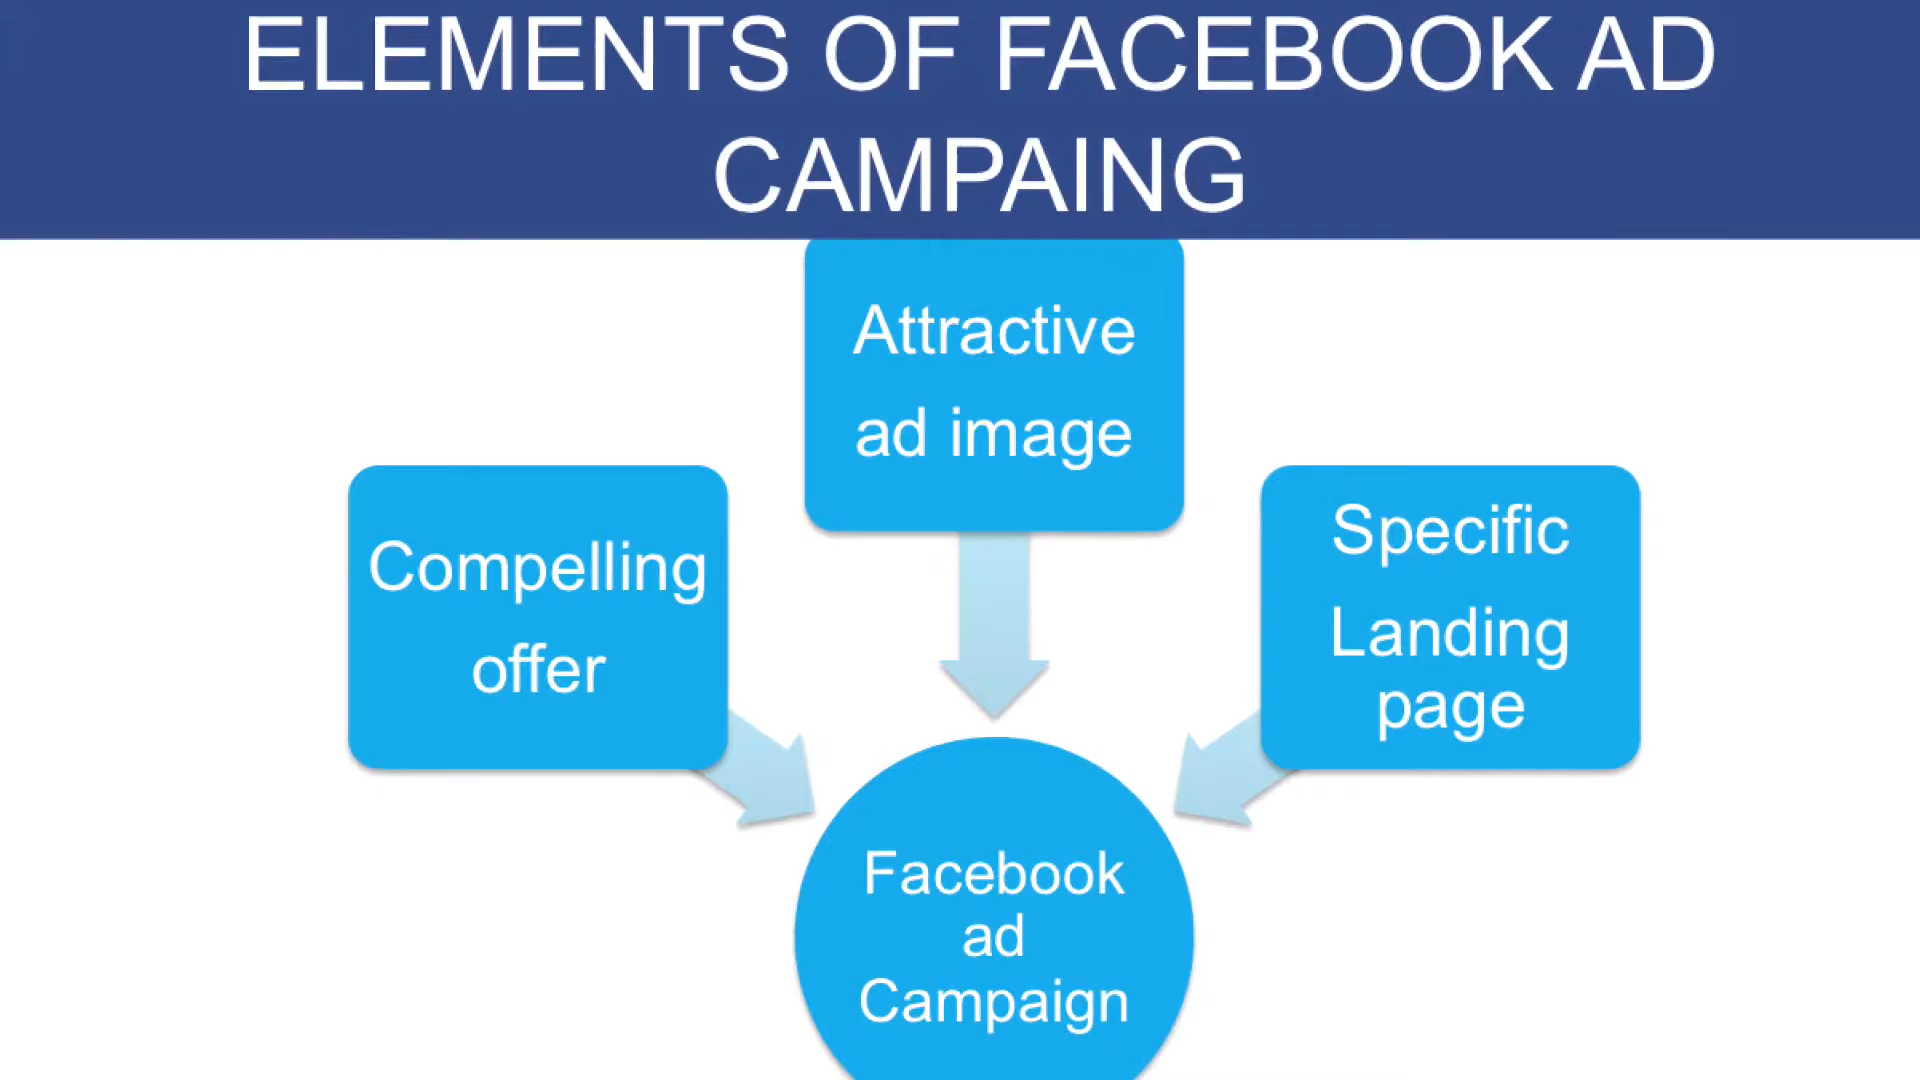 ELEMENTS OF FACEBOOK AD
CAMPAING
Attractive
ad image
Compelling
offer
Specific
Landing
page
Facebook
ad
Campaign